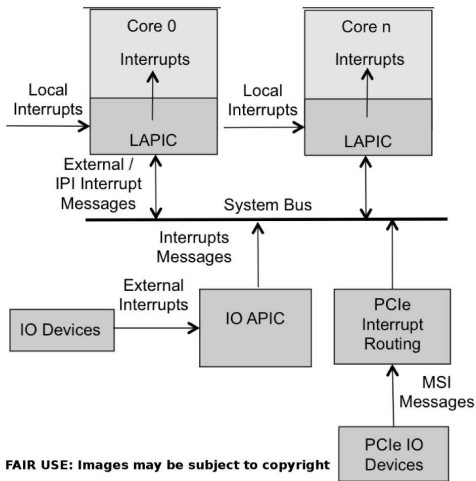 Core 0
Interrupts
Local
Interrupts
LAPIC
Core n
Interrupts
Local
Interrupts
LAPIC
External /
IPI Interrupt
Messages
System Bus
Interrupts
Messages
External
Interrupts
IO Devices
IO APIC
PCIe
Interrupt
Routing
MSI
Messages
PCIe IO
Devices
FAIR USE: Images may be subject to copyright